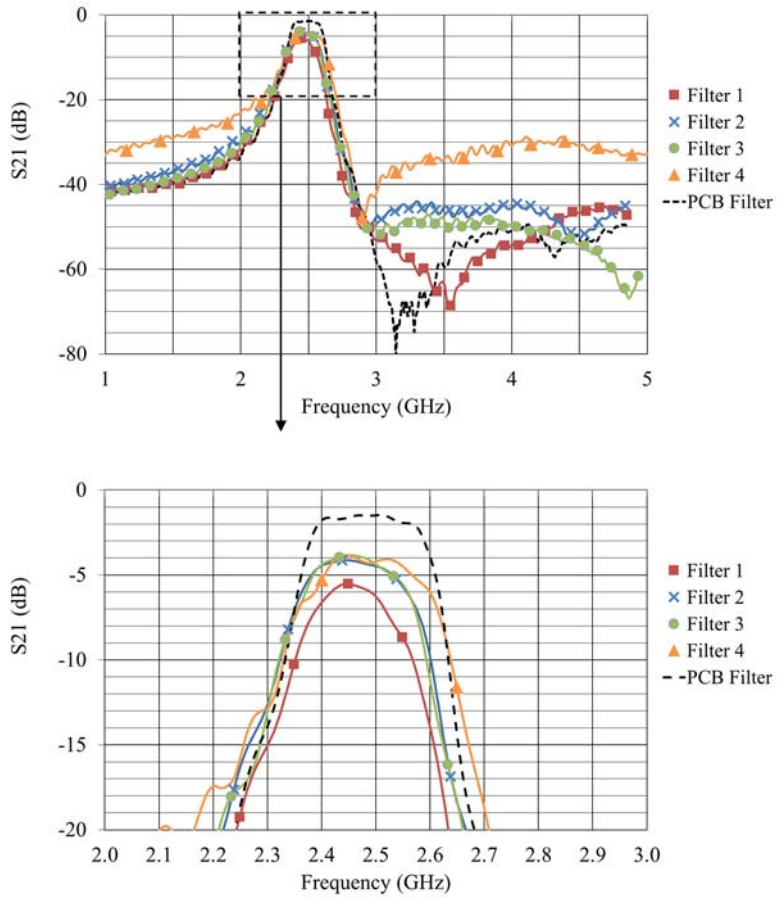 0
-20
-40
-60
-80
S21 (dB)
1
2
3
4
5
Frequency (GHz)
Filter 1
Filter 2
Filter 3
Filter 4
PCB Filter
0
-5
-10
-15
-20
S21 (dB)
2.0 2.1 2.2 2.3 2.4 2.5 2.6 2.7 2.8 2.9 3.0
Frequency (GHz)
Filter 1
Filter 2
Filter 3
Filter 4
PCB Filter